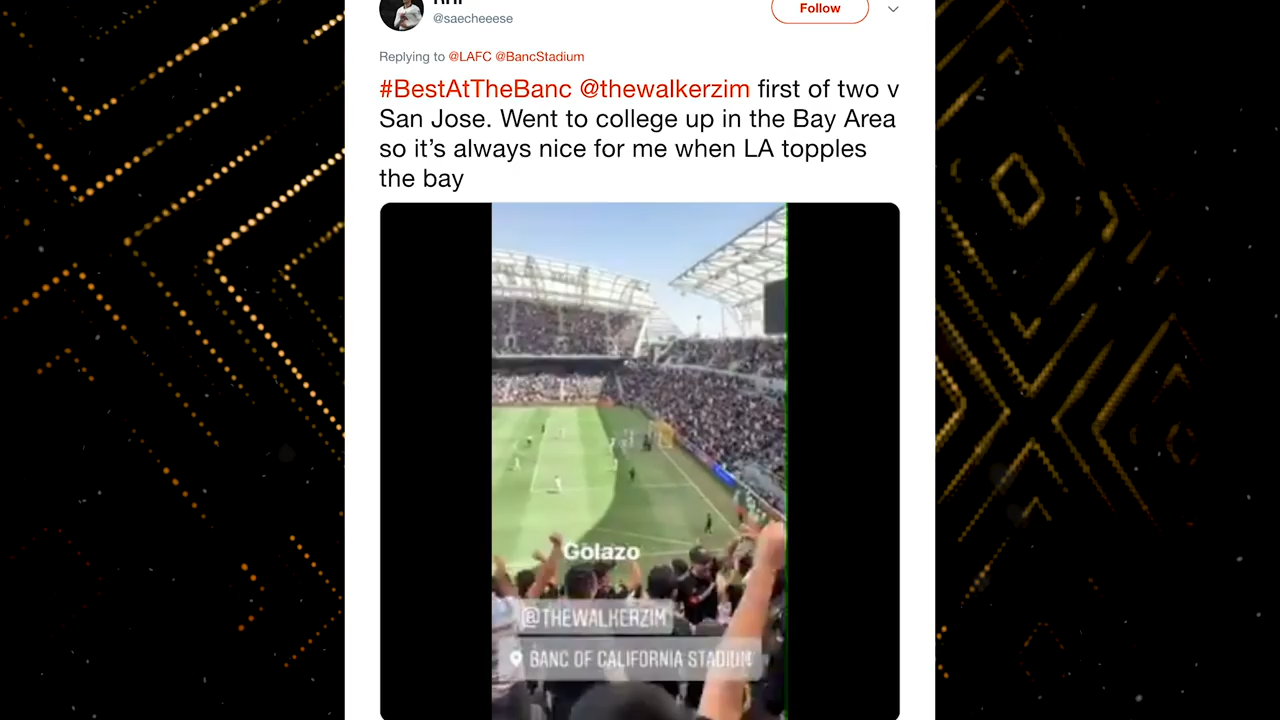 @saecheeese
Follow
Replying to @LAFC @BancStadium
#BestAtTheBanc @thewalkerzim first of two v
San Jose. Went to college up in the Bay Area
so it’s always nice for me when LA topples
the bay
Golazo
@THEWALKERZIM
BANC OF CALIFORNIA STADIUM